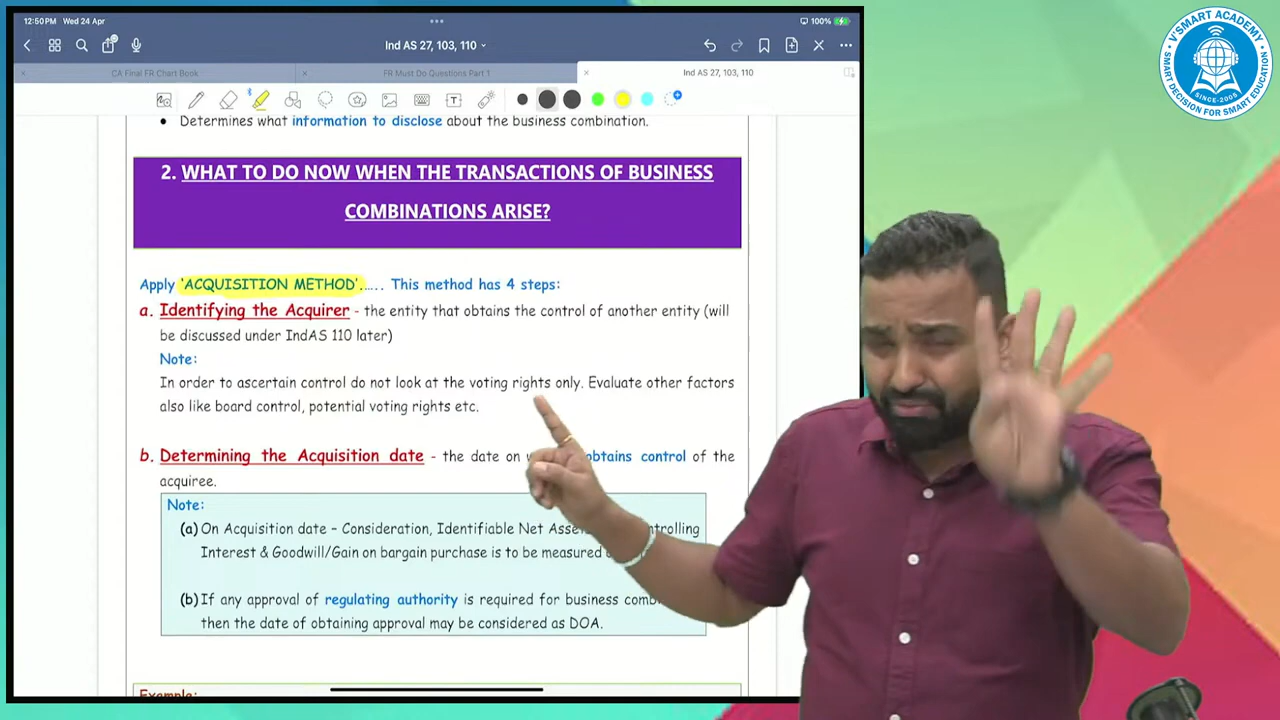 12:50PM Wed 24 Apr
100%
Ind AS 27, 103, 110
CA Final FR Chart Book
FR Must Do Questions Part 1
Ind AS 27, 103, 110
• Determines what information to disclose about the business combination.
2. WHAT TO DO NOW WHEN THE TRANSACTIONS OF BUSINESS
COMBINATIONS ARISE?
Apply 'ACQUISITION METHOD'..... This method has 4 steps:
a. Identifying the Acquirer - the entity that obtains the control of another entity (will
be discussed under IndAS 110 later)
Note:
In order to ascertain control do not look at the voting rights only. Evaluate other factors
also like board control, potential voting rights etc.
b. Determining the Acquisition date - the date on obtains control of the
acquiree.
Note:
(a) On Acquisition date – Consideration, Identifiable Net
Interest & Goodwill/Gain on bargain purchase is to be measured
(b) If any approval of regulating authority is required for business
then the date of obtaining approval may be considered as DOA.
Example:
V'SMART ACADEMY
SINCE-2005
SMART DECISION FOR SMART EDUCATION